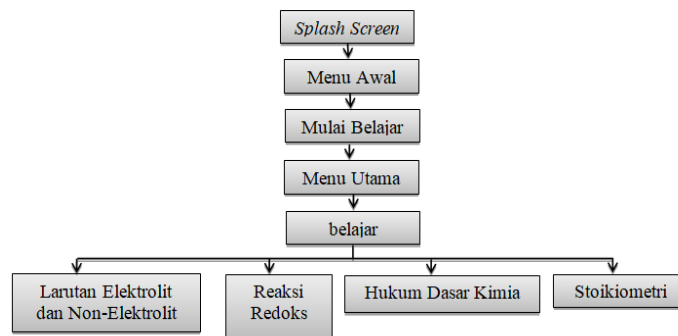 Splash Screen
Menu Awal
Mulai Belajar
Menu Utama
belajar
Larutan Elektrolit
dan Non-Elektrolit
Reaksi
Redoks
Hukum Dasar Kimia
Stoikiometri